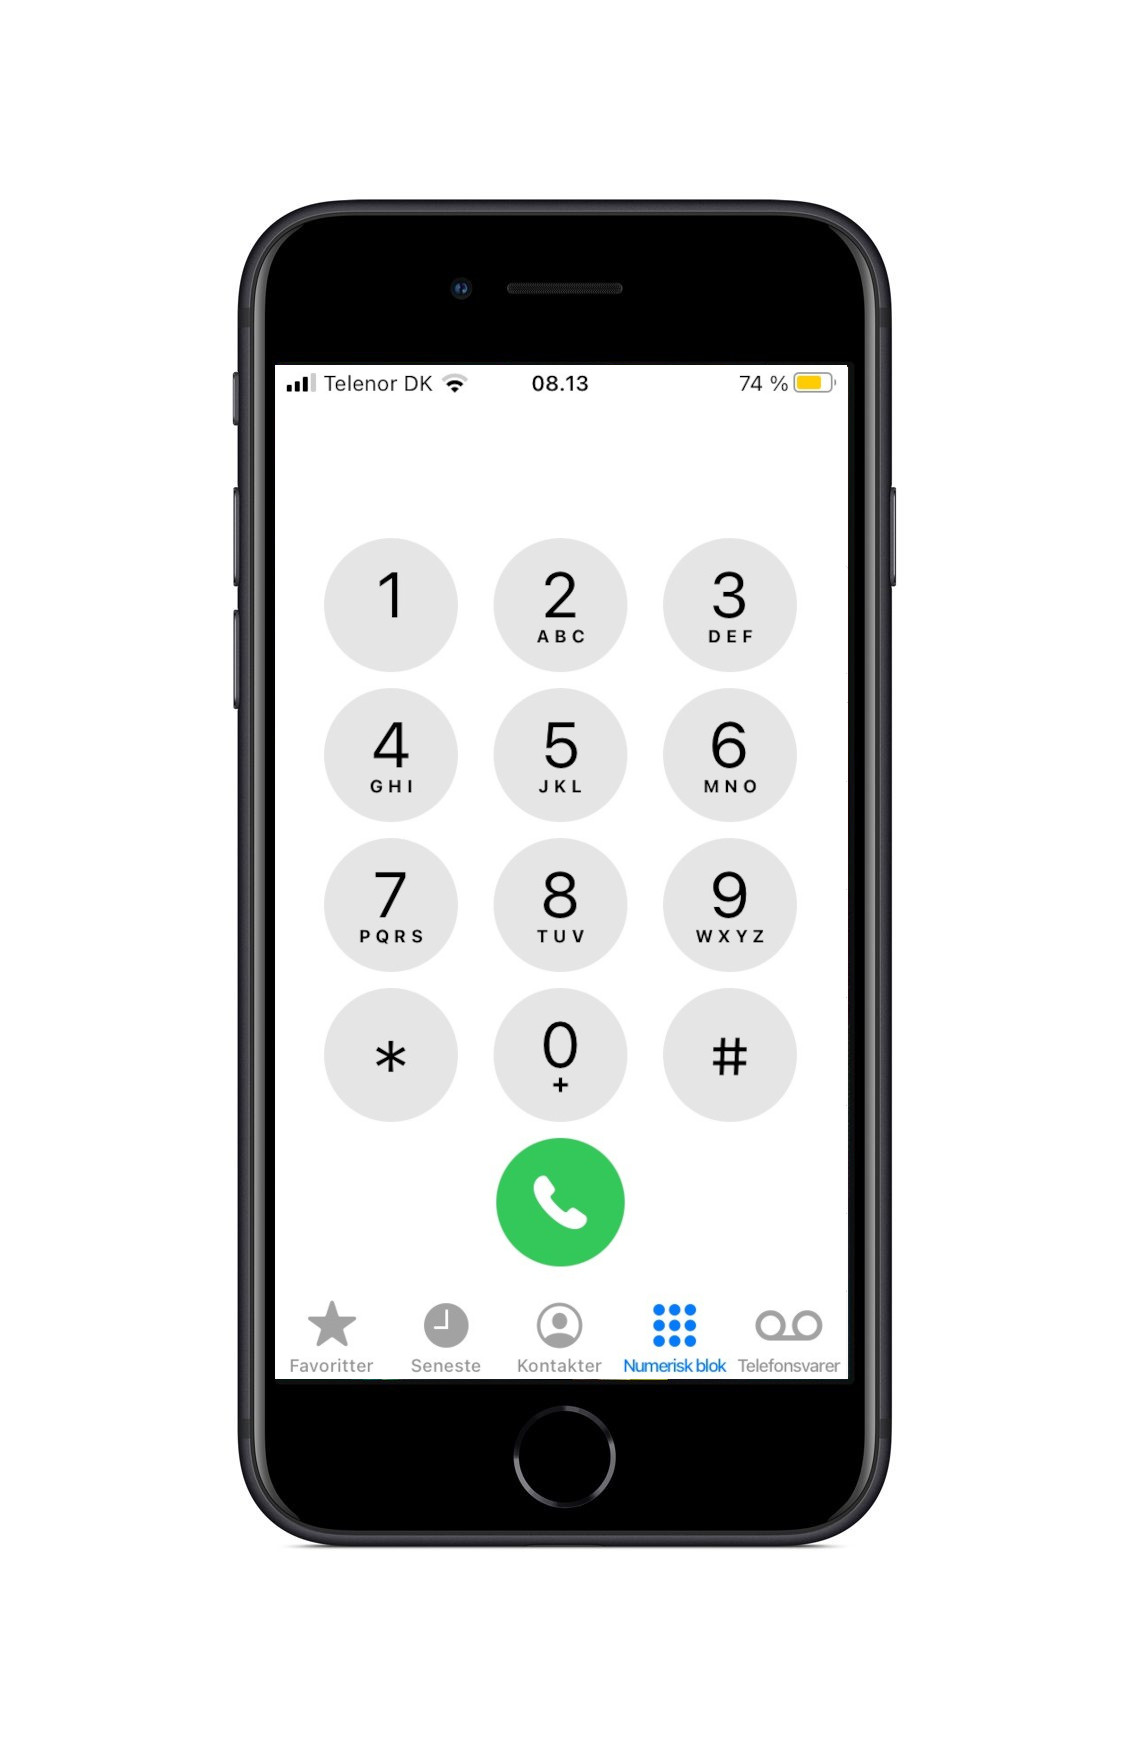 Telenor DK 08.13 74 %
1 2 3
ABC DEF
4 5 6
GHI JKL MNO
7 8 9
PQRS TUV WXYZ
* 0 #
+
Favoritter Seneste Kontakter Numerisk blok Telefonsvarer